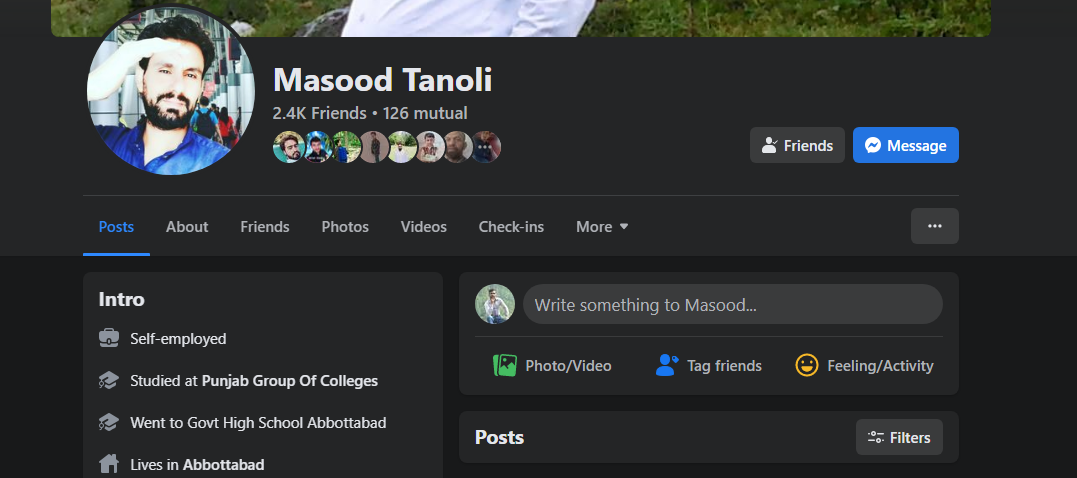 Masood Tanoli
2.4K Friends • 126 mutual
Friends
Message
Posts
About
Friends
Photos
Videos
Check-ins
More
Intro
Self-employed
Studied at Punjab Group Of Colleges
Went to Govt High School Abbottabad
Lives in Abbottabad
Write something to Masood...
Photo/Video
Tag friends
Feeling/Activity
Posts
Filters